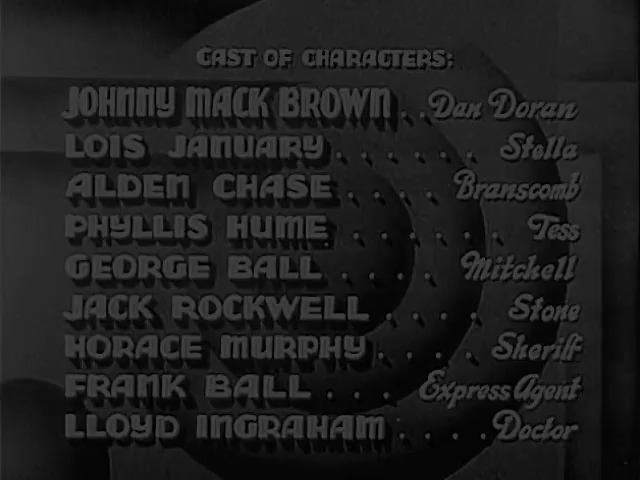 CAST OF CHARACTERS:
JOHNNY MACK BROWN . . Dan Doran
LOIS JANUARY . . . . . . Stella
ALDEN CHASE . . . . Branscomb
PHYLLIS HUME . . . . . . Tess
GEORGE BALL . . . . Mitchell
JACK ROCKWELL . . . . Stone
HORACE MURPHY . . . . Sheriff
FRANK BALL . . . Express Agent
LLOYD INGRAHAM . . . . Doctor